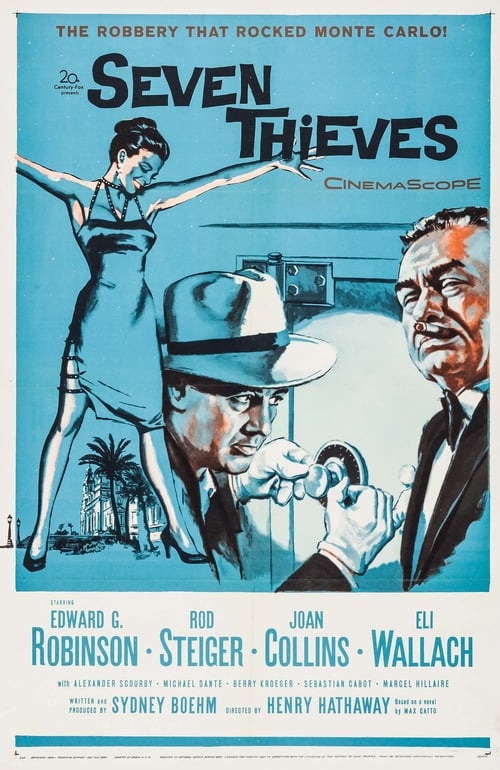 THE ROBBERY THAT ROCKED MONTE CARLO!
20
Century-Fox
presents
SEVEN
THIEVES
CINEMASCOPE
STARRING
EDWARD G. ROBINSON • ROD STEIGER • JOAN COLLINS • ELI WALLACH
with ALEXANDER SCOURBY • MICHAEL DANTE • BERRY KROEGER • SEBASTIAN CABOT • MARCEL HILLAIRE
WRITTEN and PRODUCED BY SYDNEY BOEHM DIRECTED BY HENRY HATHAWAY Based on a novel by MAX CATTO